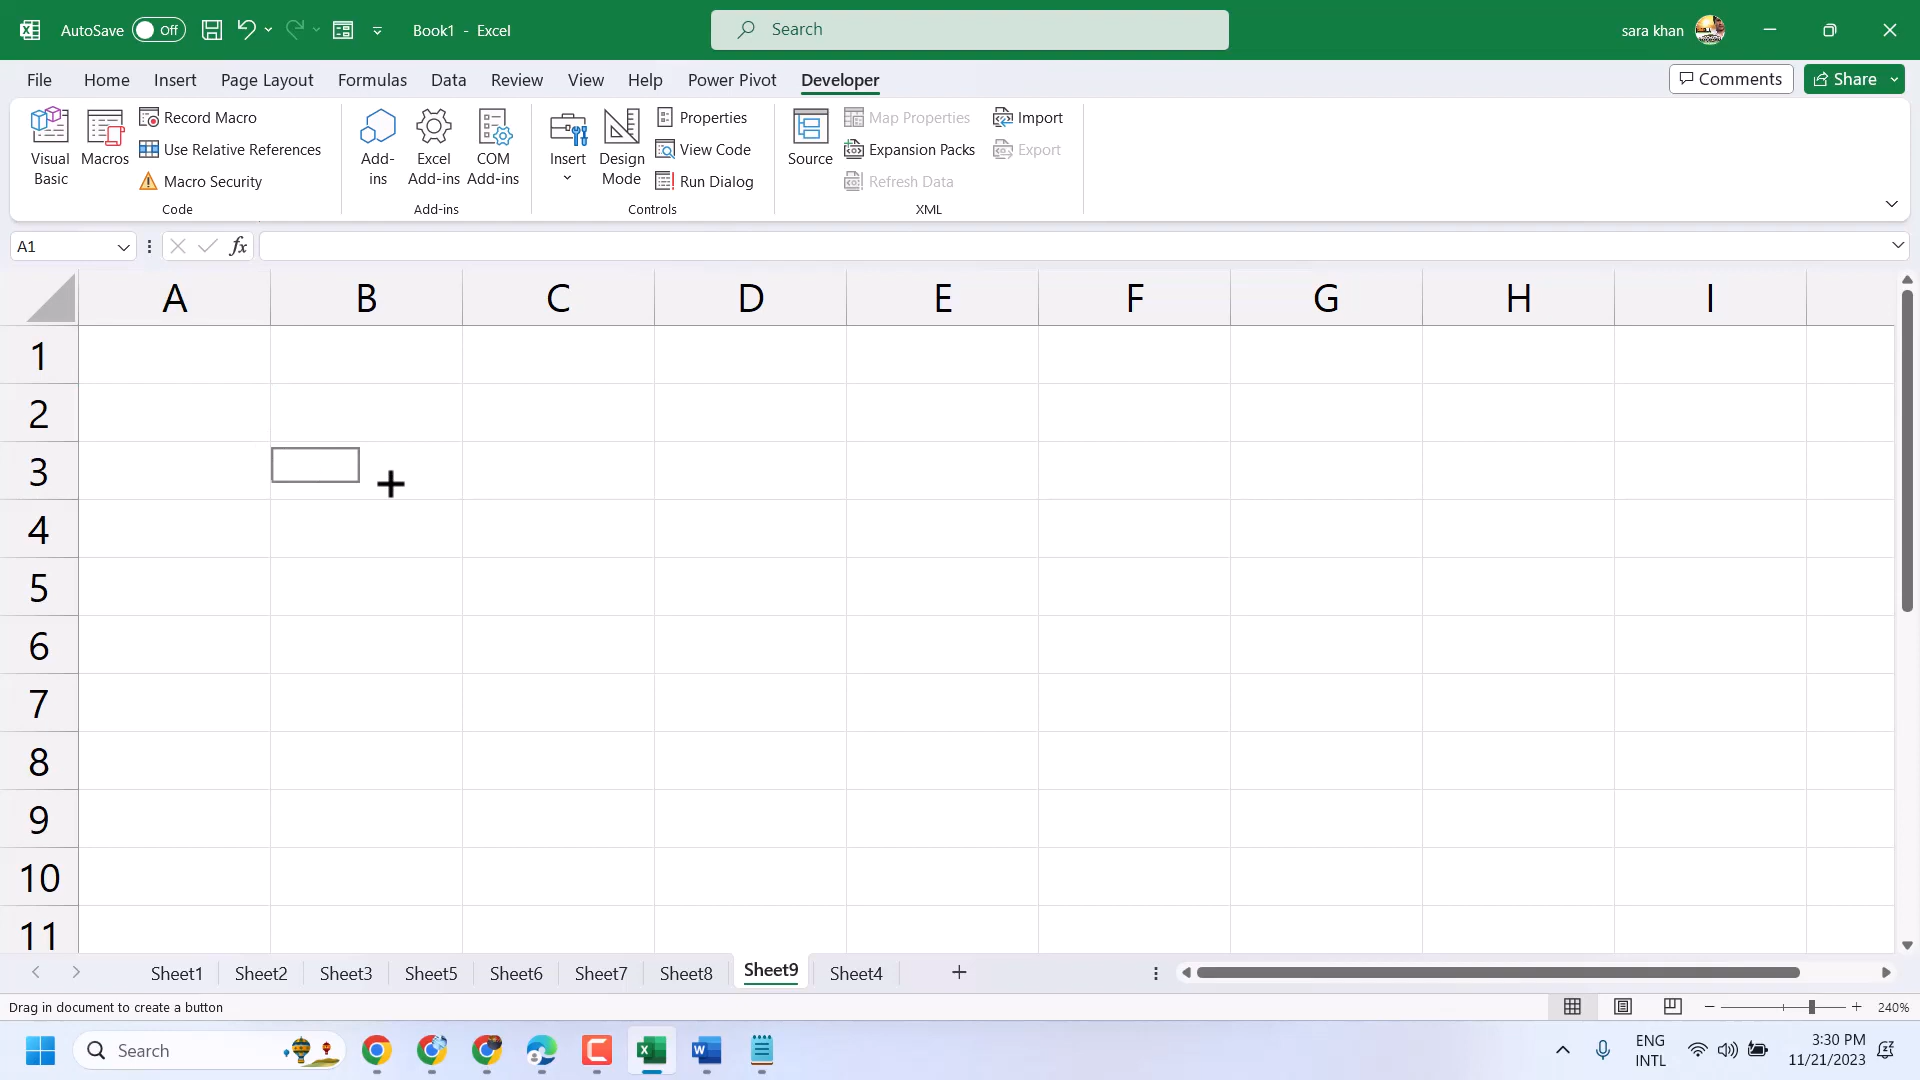 AutoSave Off Book1 - Excel Search sara khan
File Home Insert Page Layout Formulas Data Review View Help Power Pivot Developer Comments Share
Visual Basic
Macros
Record Macro
Use Relative References
Macro Security
Code
Add-ins
Excel Add-ins
COM Add-ins
Add-ins
Insert
Design Mode
Properties
View Code
Run Dialog
Controls
Source
Map Properties
Expansion Packs
Refresh Data
Import
Export
XML
A1 fx
A B C D E F G H I
1
2
3
4
5
6
7
8
9
10
11
Sheet1 Sheet2 Sheet3 Sheet5 Sheet6 Sheet7 Sheet8 Sheet9 Sheet4
Drag in document to create a button 240%
Search
ENG
INTL
3:30 PM
11/21/2023